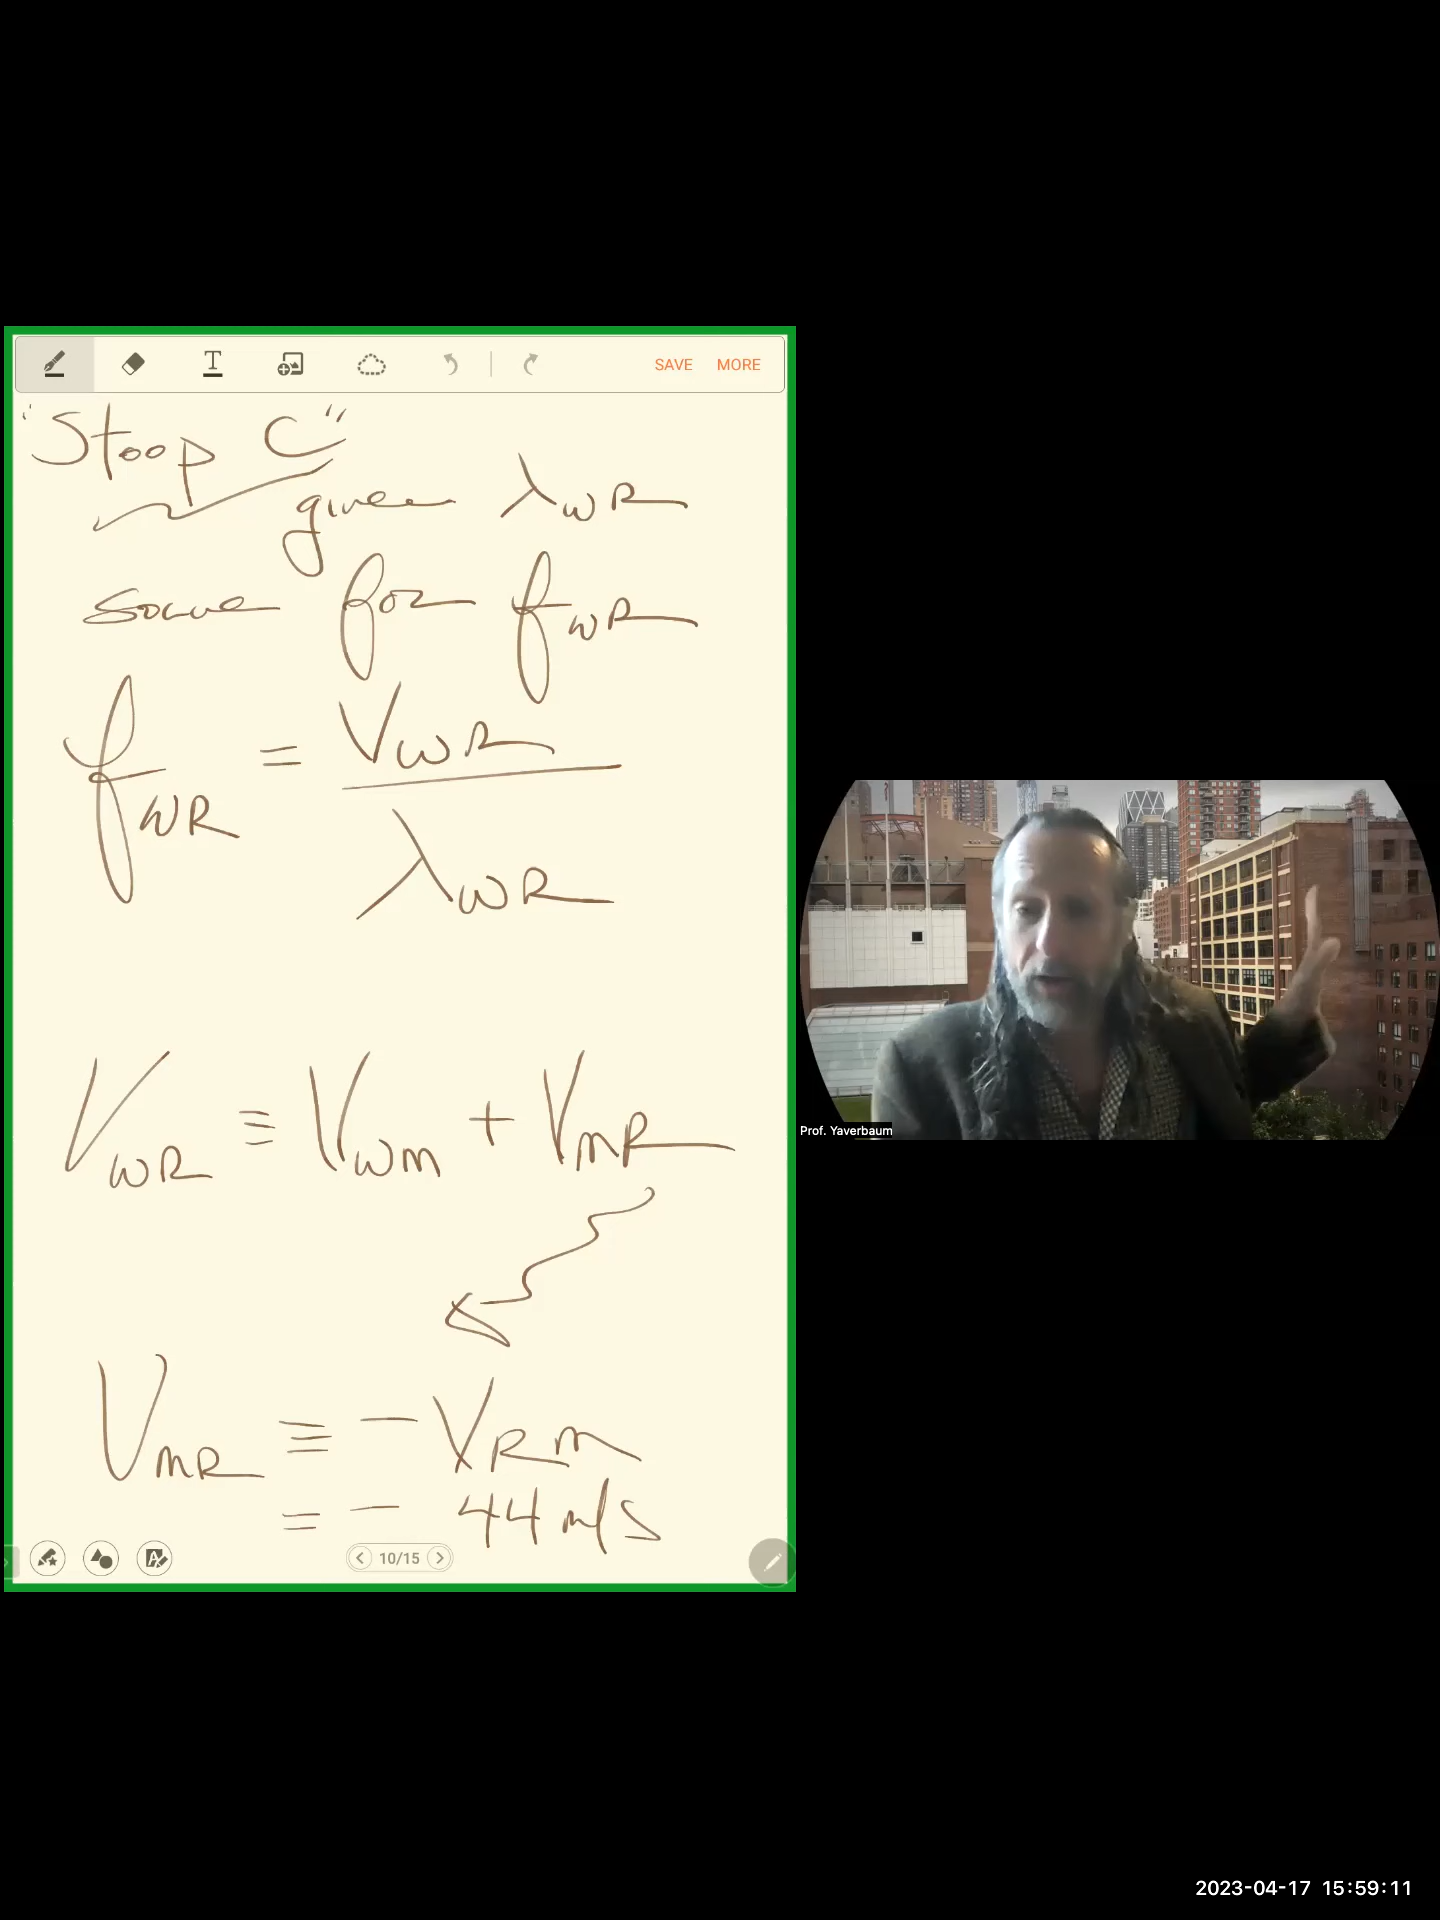 SAVE MORE
"Stoop C"
given λWR
solve for fWR
fWR = VWR
λWR
VWR ≡ VWM + VMR
VMR ≡ - VRM
= - 44 m/s
10/15
Prof. Yaverbaum
2023-04-17 15:59:11